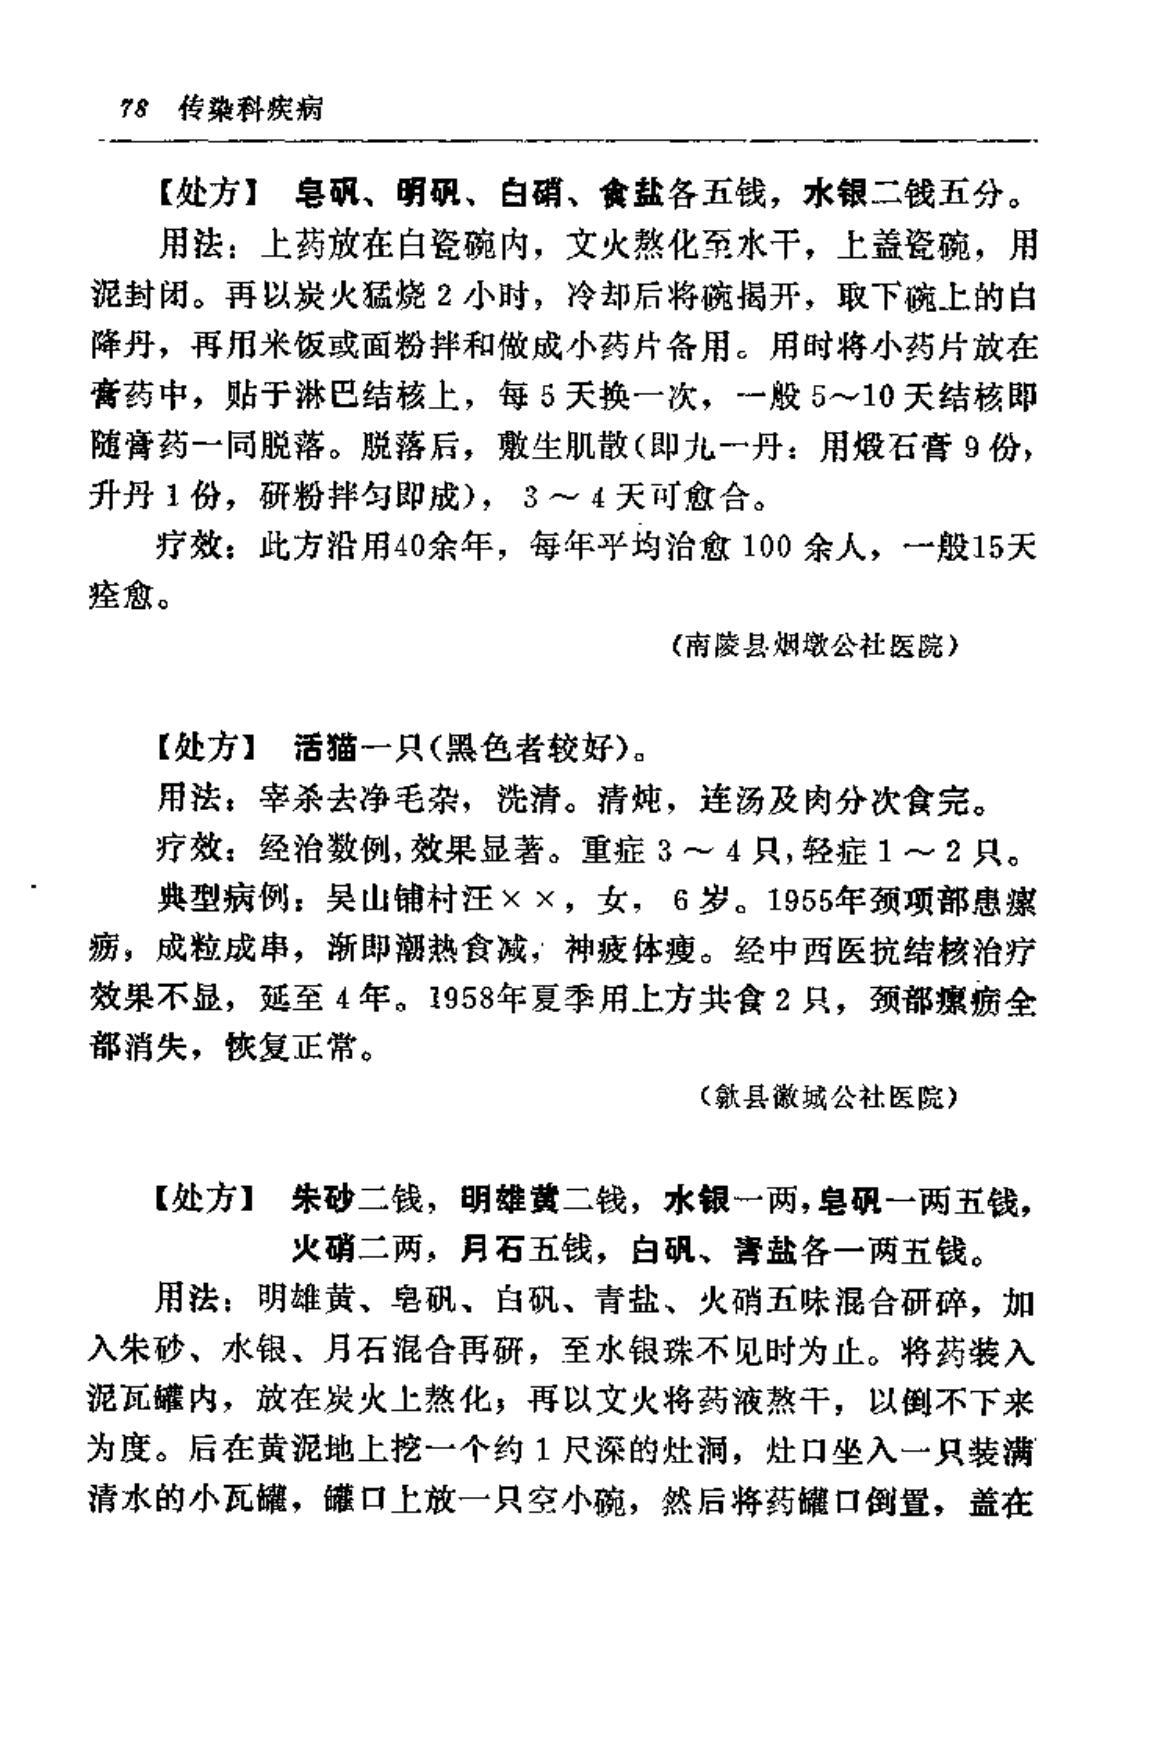 78 传染科疾病
【处方】 皂矾、明矾、白硝、食盐各五钱，水银二钱五分。
用法：上药放在白瓷碗内，文火熬化至水干，上盖瓷碗，用
泥封闭。再以炭火猛烧 2 小时，冷却后将碗揭开，取下碗上的白
降丹，再用米饭或面粉拌和做成小药片备用。用时将小药片放在
膏药中，贴于淋巴结核上，每 5 天换一次，一般 5～10 天结核即
随膏药一同脱落。脱落后，敷生肌散(即九一丹：用煅石膏 9 份，
升丹 1 份，研粉拌匀即成)， 3 ～ 4 天可愈合。
疗效：此方沿用40余年，每年平均治愈 100 余人，一般15天
痊愈。
(南陵县烟墩公社医院)
【处方】 活猫一只(黑色者较好)。
用法：宰杀去净毛杂，洗清。清炖，连汤及肉分次食完。
疗效：经治数例，效果显著。重症 3 ～ 4 只，轻症 1 ～ 2 只。
典型病例：吴山铺村汪××，女， 6 岁。1955年颈项部患瘰
疬，成粒成串，渐即潮热食减，神疲体瘦。经中西医抗结核治疗
效果不显，延至 4 年。1958年夏季用上方共食 2 只，颈部瘰疬全
部消失，恢复正常。
(歙县徽城公社医院)
【处方】 朱砂二钱，明雄黄二钱，水银一两，皂矾一两五钱，
火硝二两，月石五钱，白矾、青盐各一两五钱。
用法：明雄黄、皂矾、白矾、青盐、火硝五味混合研碎，加
入朱砂、水银、月石混合再研，至水银珠不见时为止。将药装入
泥瓦罐内，放在炭火上熬化；再以文火将药液熬干，以倒不下来
为度。后在黄泥地上挖一个约 1 尺深的灶洞，灶口坐入一只装满
清水的小瓦罐，罐口上放一只空小碗，然后将药罐口倒置，盖在